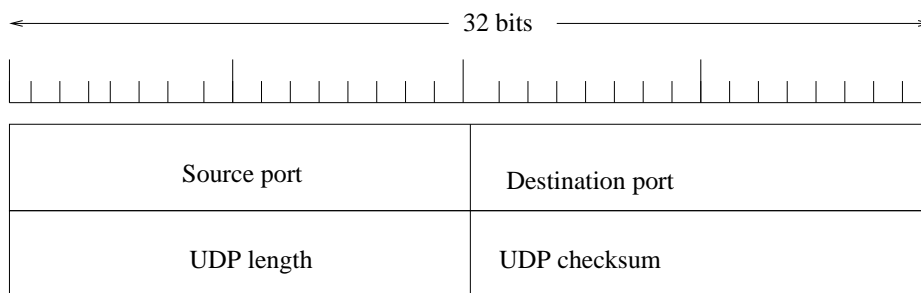 32 bits
Source port
Destination port
UDP length
UDP checksum